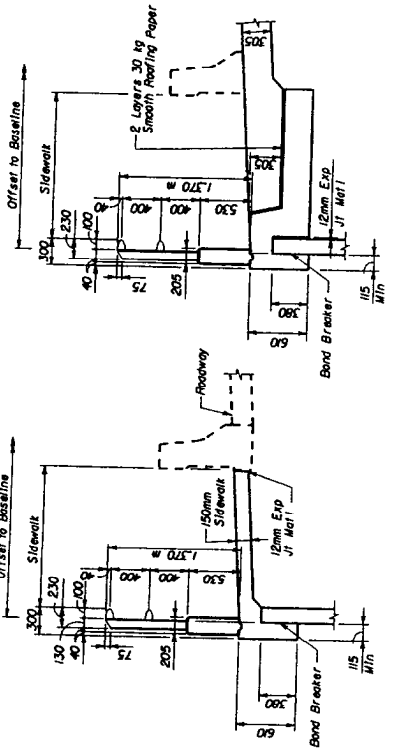 Offset to Baseline
Sidewalk
300
230
130
100
40
40
75
400
400
1.370 m
530
205
150mm
Sidewalk
Roadway
12mm Exp
Jt Mat'l
610
380
Bond Breaker
115
Min
Offset to Baseline
Sidewalk
300
230
100
40
40
75
400
400
1.370 m
530
205
2 Layers 30 kg
Smooth Roofing Paper
305
305
12mm Exp
Jt Mat'l
610
380
Bond Breaker
115
Min